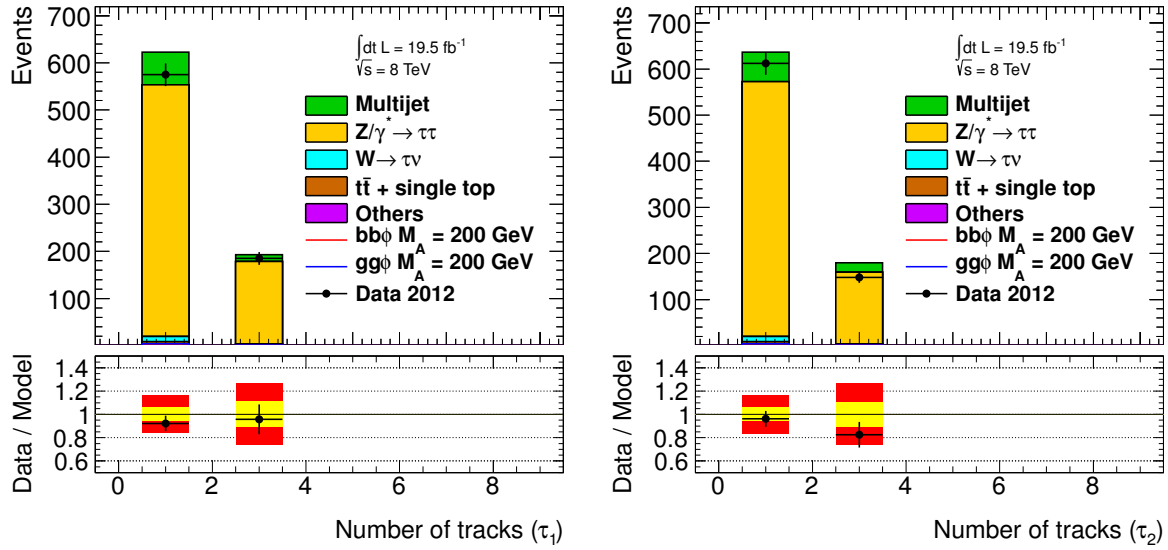 Events
700
600
500
400
300
200
100
∫dt L = 19.5 fb⁻¹
√s = 8 TeV
Multijet
Z/γ* → ττ
W → τν
tt̄ + single top
Others
bbϕ M_A = 200 GeV
ggϕ M_A = 200 GeV
Data 2012
Data / Model
1.4
1.2
1
0.8
0.6
0 2 4 6 8
Number of tracks (τ₁)
Events
700
600
500
400
300
200
100
∫dt L = 19.5 fb⁻¹
√s = 8 TeV
Multijet
Z/γ* → ττ
W → τν
tt̄ + single top
Others
bbϕ M_A = 200 GeV
ggϕ M_A = 200 GeV
Data 2012
Data / Model
1.4
1.2
1
0.8
0.6
0 2 4 6 8
Number of tracks (τ₂)